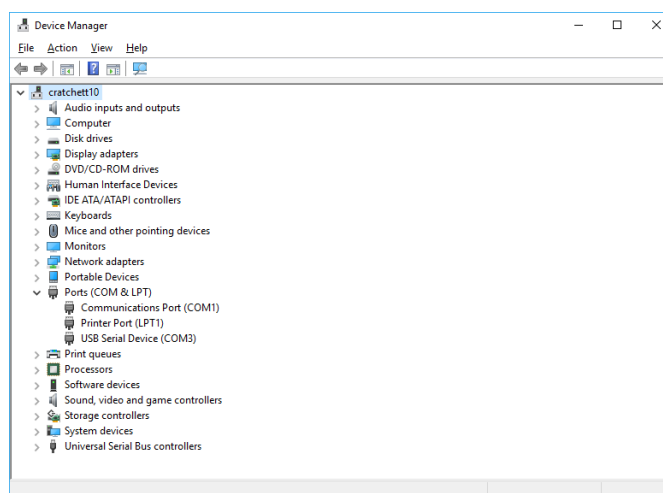 Device Manager
File Action View Help
cratchett10
Audio inputs and outputs
Computer
Disk drives
Display adapters
DVD/CD-ROM drives
Human Interface Devices
IDE ATA/ATAPI controllers
Keyboards
Mice and other pointing devices
Monitors
Network adapters
Portable Devices
Ports (COM & LPT)
Communications Port (COM1)
Printer Port (LPT1)
USB Serial Device (COM3)
Print queues
Processors
Software devices
Sound, video and game controllers
Storage controllers
System devices
Universal Serial Bus controllers